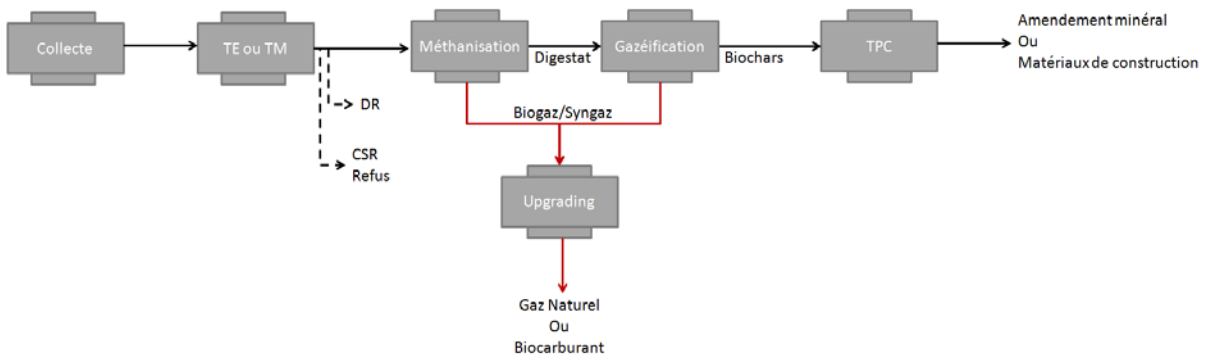 Collecte
TE ou TM
Méthanisation
Digestat
Gazéification
Biochars
TPC
Amendement minéral
Ou
Matériaux de construction
DR
CSR
Refus
Biogaz/Syngaz
Upgrading
Gaz Naturel
Ou
Biocarburant